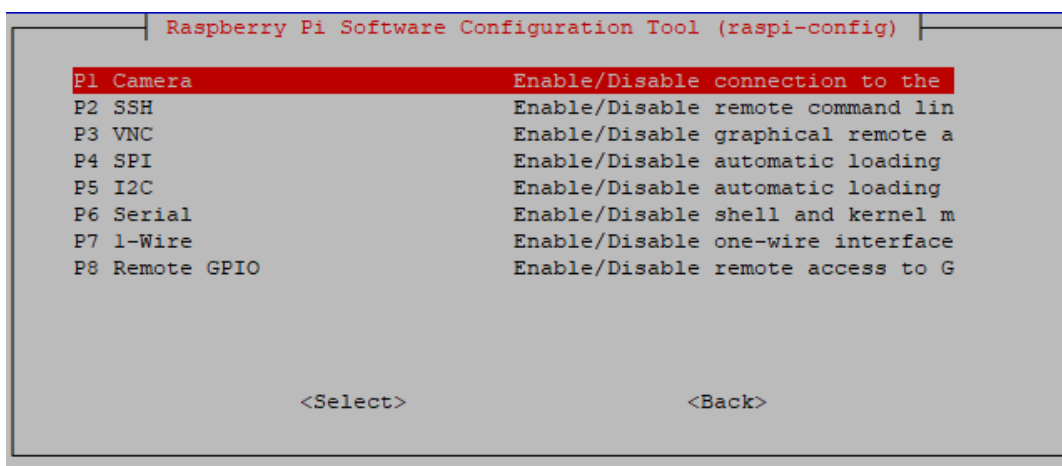 Raspberry Pi Software Configuration Tool (raspi-config)
P1 Camera Enable/Disable connection to the
P2 SSH Enable/Disable remote command lin
P3 VNC Enable/Disable graphical remote a
P4 SPI Enable/Disable automatic loading
P5 I2C Enable/Disable automatic loading
P6 Serial Enable/Disable shell and kernel m
P7 1-Wire Enable/Disable one-wire interface
P8 Remote GPIO Enable/Disable remote access to G
<Select> <Back>